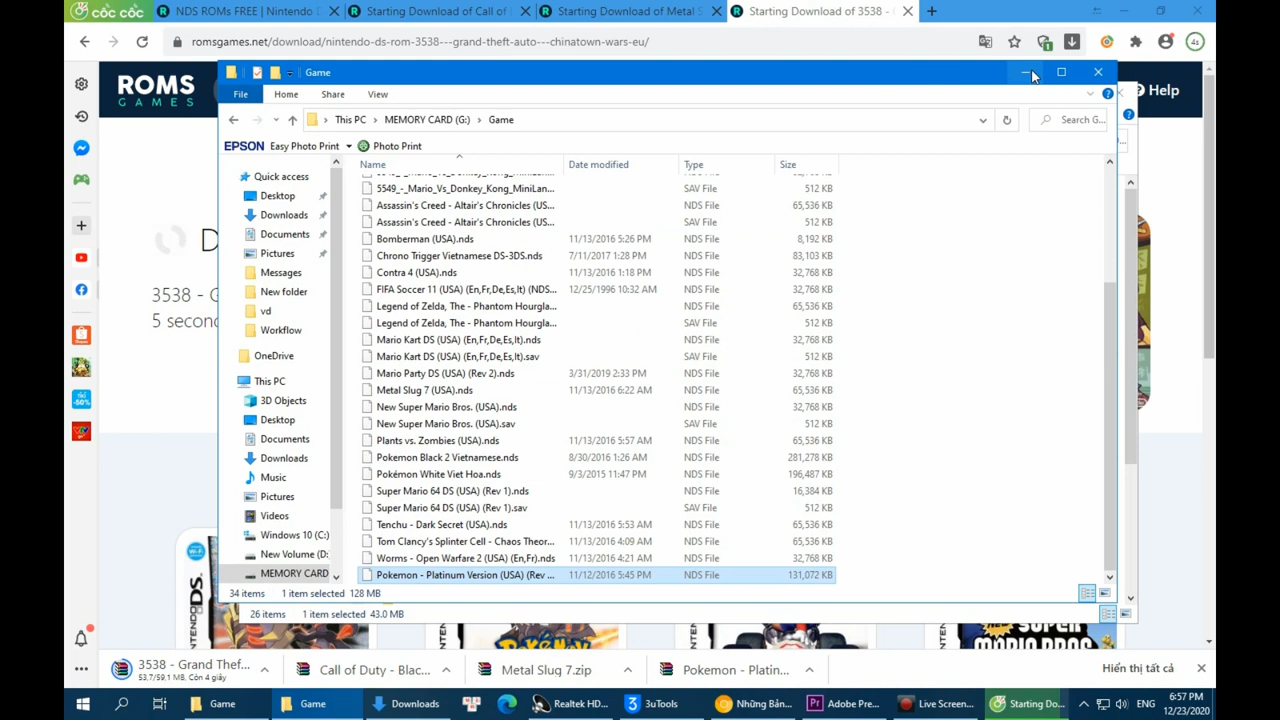 cốc cốc
NDS ROMs FREE | Nintendo
Starting Download of Call of
Starting Download of Metal S
Starting Download of 3538 -
romsgames.net/download/nintendo-ds-rom-3538---grand-theft-auto---chinatown-wars-eu/
ROMS
GAMES
Help
Game
File Home Share View
This PC > MEMORY CARD (G:) > Game
Search G...
EPSON Easy Photo Print Photo Print
Name Date modified Type Size
Quick access
Desktop
Downloads
Documents
Pictures
Messages
New folder
vd
Workflow
OneDrive
This PC
3D Objects
Desktop
Documents
Downloads
Music
Pictures
Videos
Windows 10 (C:)
New Volume (D:
MEMORY CARD
5549_-_Mario_Vs_Donkey_Kong_MiniLan... SAV File 512 KB
Assassin's Creed - Altair's Chronicles (US... NDS File 65,536 KB
Assassin's Creed - Altair's Chronicles (US... SAV File 512 KB
Bomberman (USA).nds 11/13/2016 5:26 PM NDS File 8,192 KB
Chrono Trigger Vietnamese DS-3DS.nds 7/11/2017 1:28 PM NDS File 83,103 KB
Contra 4 (USA).nds 11/13/2016 1:18 PM NDS File 32,768 KB
FIFA Soccer 11 (USA) (En,Fr,De,Es,It) (NDS... 12/25/1996 10:32 AM NDS File 32,768 KB
Legend of Zelda, The - Phantom Hourgla... NDS File 65,536 KB
Legend of Zelda, The - Phantom Hourgla... SAV File 512 KB
Mario Kart DS (USA) (En,Fr,De,Es,It).nds NDS File 32,768 KB
Mario Kart DS (USA) (En,Fr,De,Es,It).sav SAV File 512 KB
Mario Party DS (USA) (Rev 2).nds 3/31/2019 2:33 PM NDS File 32,768 KB
Metal Slug 7 (USA).nds 11/13/2016 6:22 AM NDS File 65,536 KB
New Super Mario Bros. (USA).nds NDS File 32,768 KB
New Super Mario Bros. (USA).sav SAV File 512 KB
Plants vs. Zombies (USA).nds 11/13/2016 5:57 AM NDS File 65,536 KB
Pokemon Black 2 Vietnamese.nds 8/30/2016 1:26 AM NDS File 281,278 KB
Pokémon White Viet Hoa.nds 9/3/2015 11:47 PM NDS File 196,487 KB
Super Mario 64 DS (USA) (Rev 1).nds NDS File 16,384 KB
Super Mario 64 DS (USA) (Rev 1).sav SAV File 512 KB
Tenchu - Dark Secret (USA).nds 11/13/2016 5:53 AM NDS File 65,536 KB
Tom Clancy's Splinter Cell - Chaos Theor... 11/13/2016 4:09 AM NDS File 65,536 KB
Worms - Open Warfare 2 (USA) (En,Fr).nds 11/13/2016 4:21 AM NDS File 32,768 KB
Pokemon - Platinum Version (USA) (Rev ... 11/12/2016 5:45 PM NDS File 131,072 KB
34 items 1 item selected 128 MB
26 items 1 item selected 43.0 MB
D
3538 - G
5 secon
NINTENDO DS
3538 - Grand Thef....
53,7/59,1 MB, Còn 4 giây
Call of Duty - Blac...
Metal Slug 7.zip
Pokemon - Platin...
Hiển thị tất cả
Game
Game
Downloads
Realtek HD...
3uTools
Những Bản...
Adobe Pre...
Live Screen...
Starting Do...
ENG
6:57 PM
12/23/2020